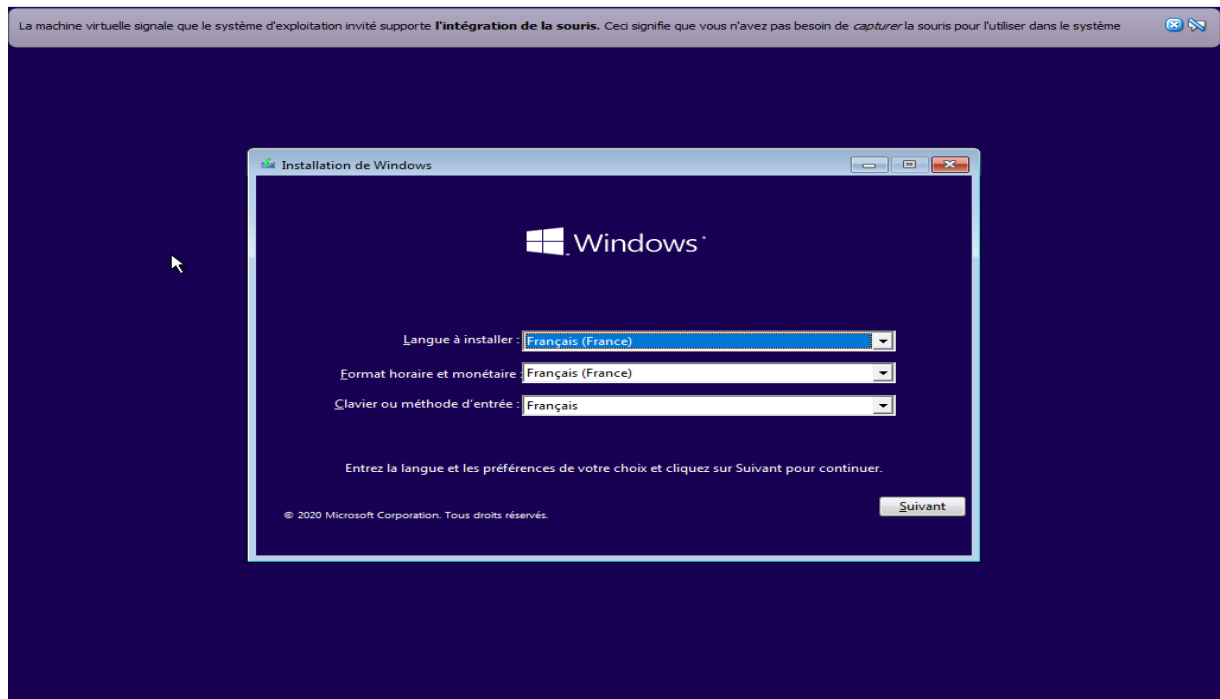 La machine virtuelle signale que le système d'exploitation invité supporte l'intégration de la souris. Ceci signifie que vous n'avez pas besoin de capturer la souris pour l'utiliser dans le système
Installation de Windows
Windows
Langue à installer : Français (France)
Format horaire et monétaire : Français (France)
Clavier ou méthode d'entrée : Français
Entrez la langue et les préférences de votre choix et cliquez sur Suivant pour continuer.
Suivant
© 2020 Microsoft Corporation. Tous droits réservés.